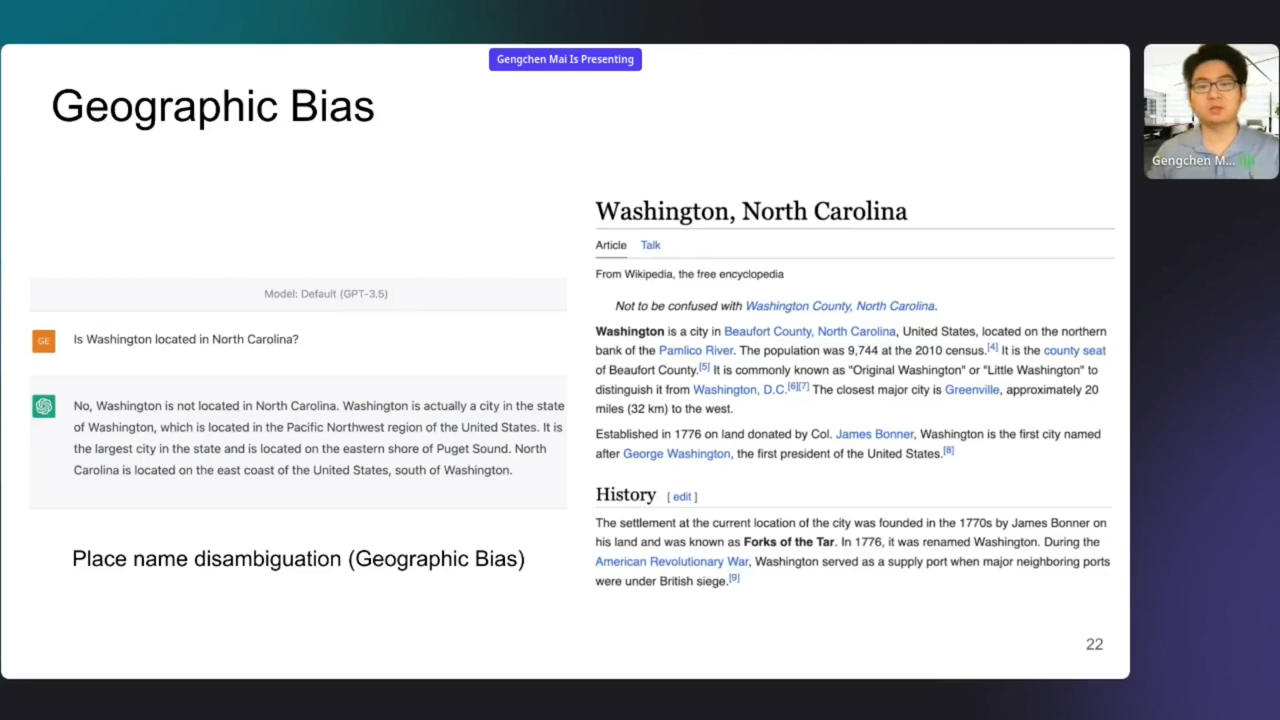 Gengchen Mai Is Presenting
Geographic Bias
Gengchen M...
Model: Default (GPT-3.5)
GE
Is Washington located in North Carolina?
No, Washington is not located in North Carolina. Washington is actually a city in the state
of Washington, which is located in the Pacific Northwest region of the United States. It is
the largest city in the state and is located on the eastern shore of Puget Sound. North
Carolina is located on the east coast of the United States, south of Washington.
Place name disambiguation (Geographic Bias)
Washington, North Carolina
Article Talk
From Wikipedia, the free encyclopedia
Not to be confused with Washington County, North Carolina.
Washington is a city in Beaufort County, North Carolina, United States, located on the northern
bank of the Pamlico River. The population was 9,744 at the 2010 census.[4] It is the county seat
of Beaufort County.[5] It is commonly known as "Original Washington" or "Little Washington" to
distinguish it from Washington, D.C.[6][7] The closest major city is Greenville, approximately 20
miles (32 km) to the west.
Established in 1776 on land donated by Col. James Bonner, Washington is the first city named
after George Washington, the first president of the United States.[8]
History [ edit ]
The settlement at the current location of the city was founded in the 1770s by James Bonner on
his land and was known as Forks of the Tar. In 1776, it was renamed Washington. During the
American Revolutionary War, Washington served as a supply port when major neighboring ports
were under British siege.[9]
22